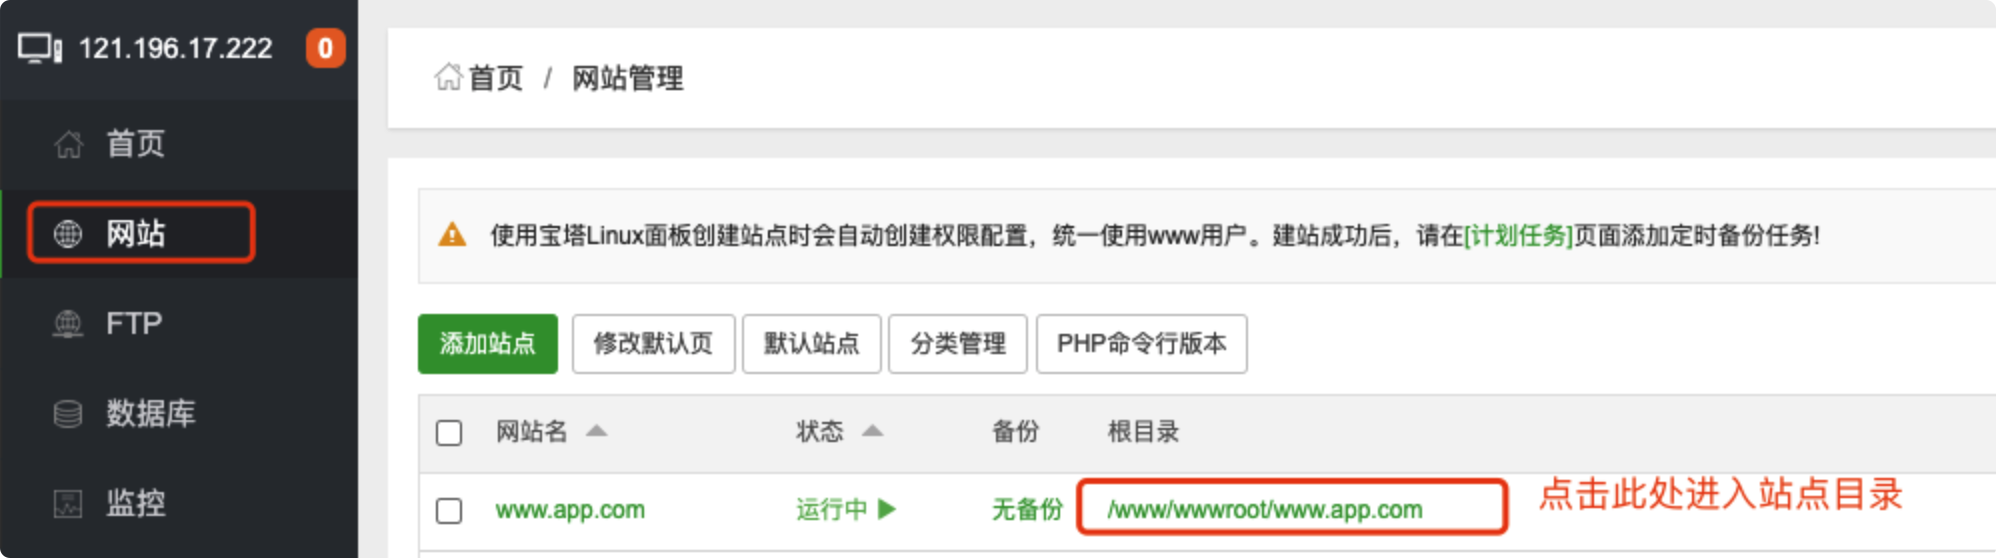 121.196.17.222 0
首页
网站
FTP
数据库
监控
首页 / 网站管理
使用宝塔Linux面板创建站点时会自动创建权限配置，统一使用www用户。建站成功后，请在[计划任务]页面添加定时备份任务!
添加站点 修改默认页 默认站点 分类管理 PHP命令行版本
网站名 状态 备份 根目录
www.app.com 运行中 无备份 /www/wwwroot/www.app.com 点击此处进入站点目录